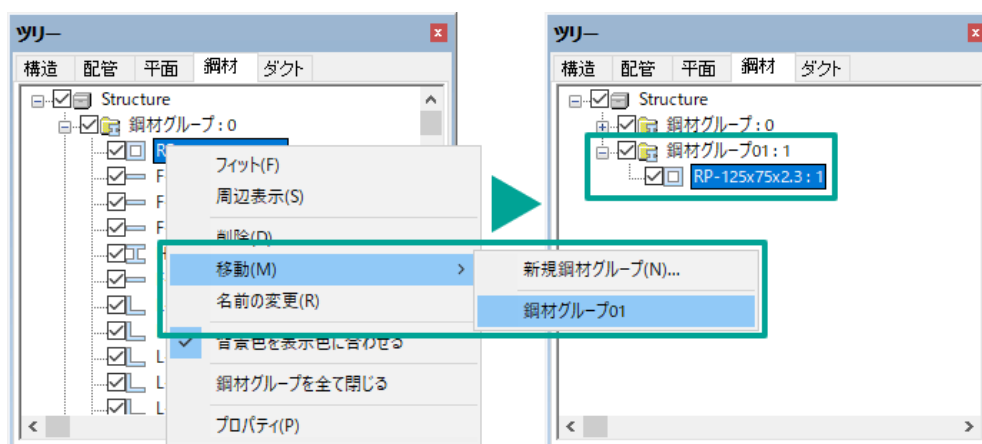 ツリー
構造 配管 平面 鋼材 ダクト
Structure
鋼材グループ : 0
フィット(F)
周辺表示(S)
削除(D)
移動(M)
名前の変更(R)
背景色を表示色に合わせる
鋼材グループを全て閉じる
プロパティ(P)
新規鋼材グループ(N)...
鋼材グループ01
ツリー
構造 配管 平面 鋼材 ダクト
Structure
鋼材グループ : 0
鋼材グループ01 : 1
RP-125x75x2.3 : 1